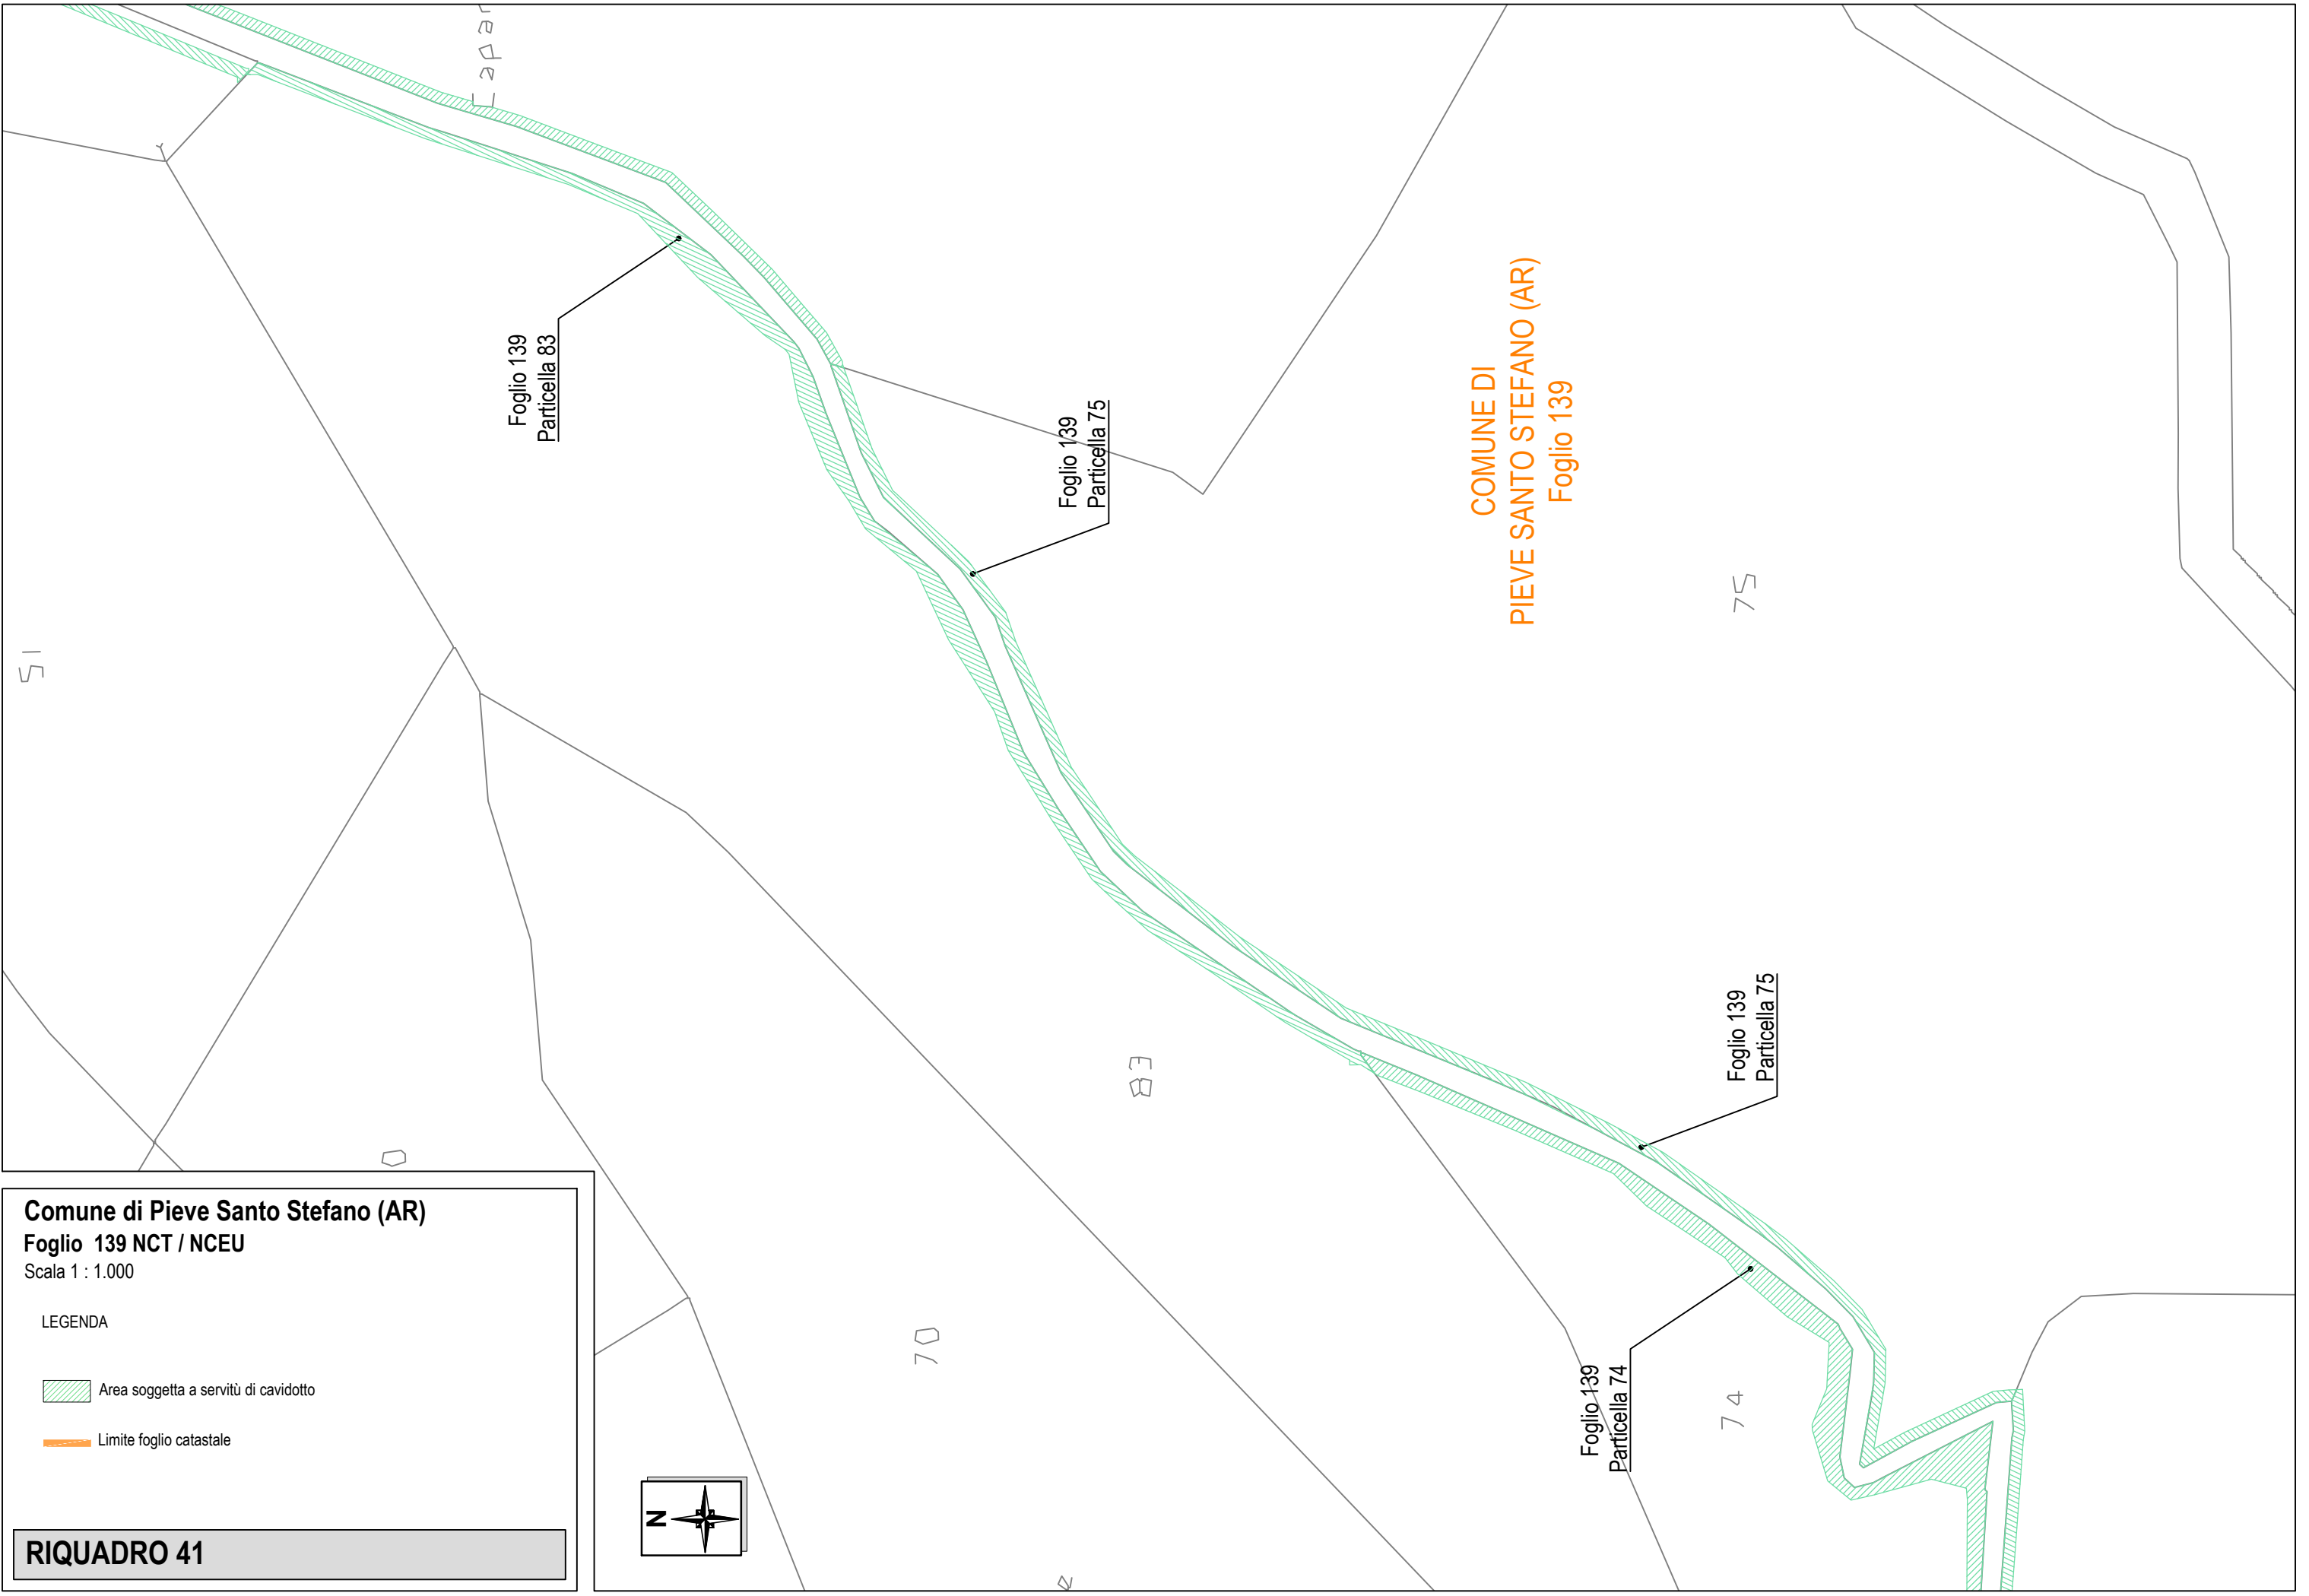 Foglio 139
Particella 83
Foglio 139
Particella 75
COMUNE DI
PIEVE SANTO STEFANO (AR)
Foglio 139
75
51
83
Foglio 139
Particella 75
70
Foglio 139
Particella 74
74
Comune di Pieve Santo Stefano (AR)
Foglio 139 NCT / NCEU
Scala 1 : 1.000
LEGENDA
Area soggetta a servitù di cavidotto
Limite foglio catastale
RIQUADRO 41
N